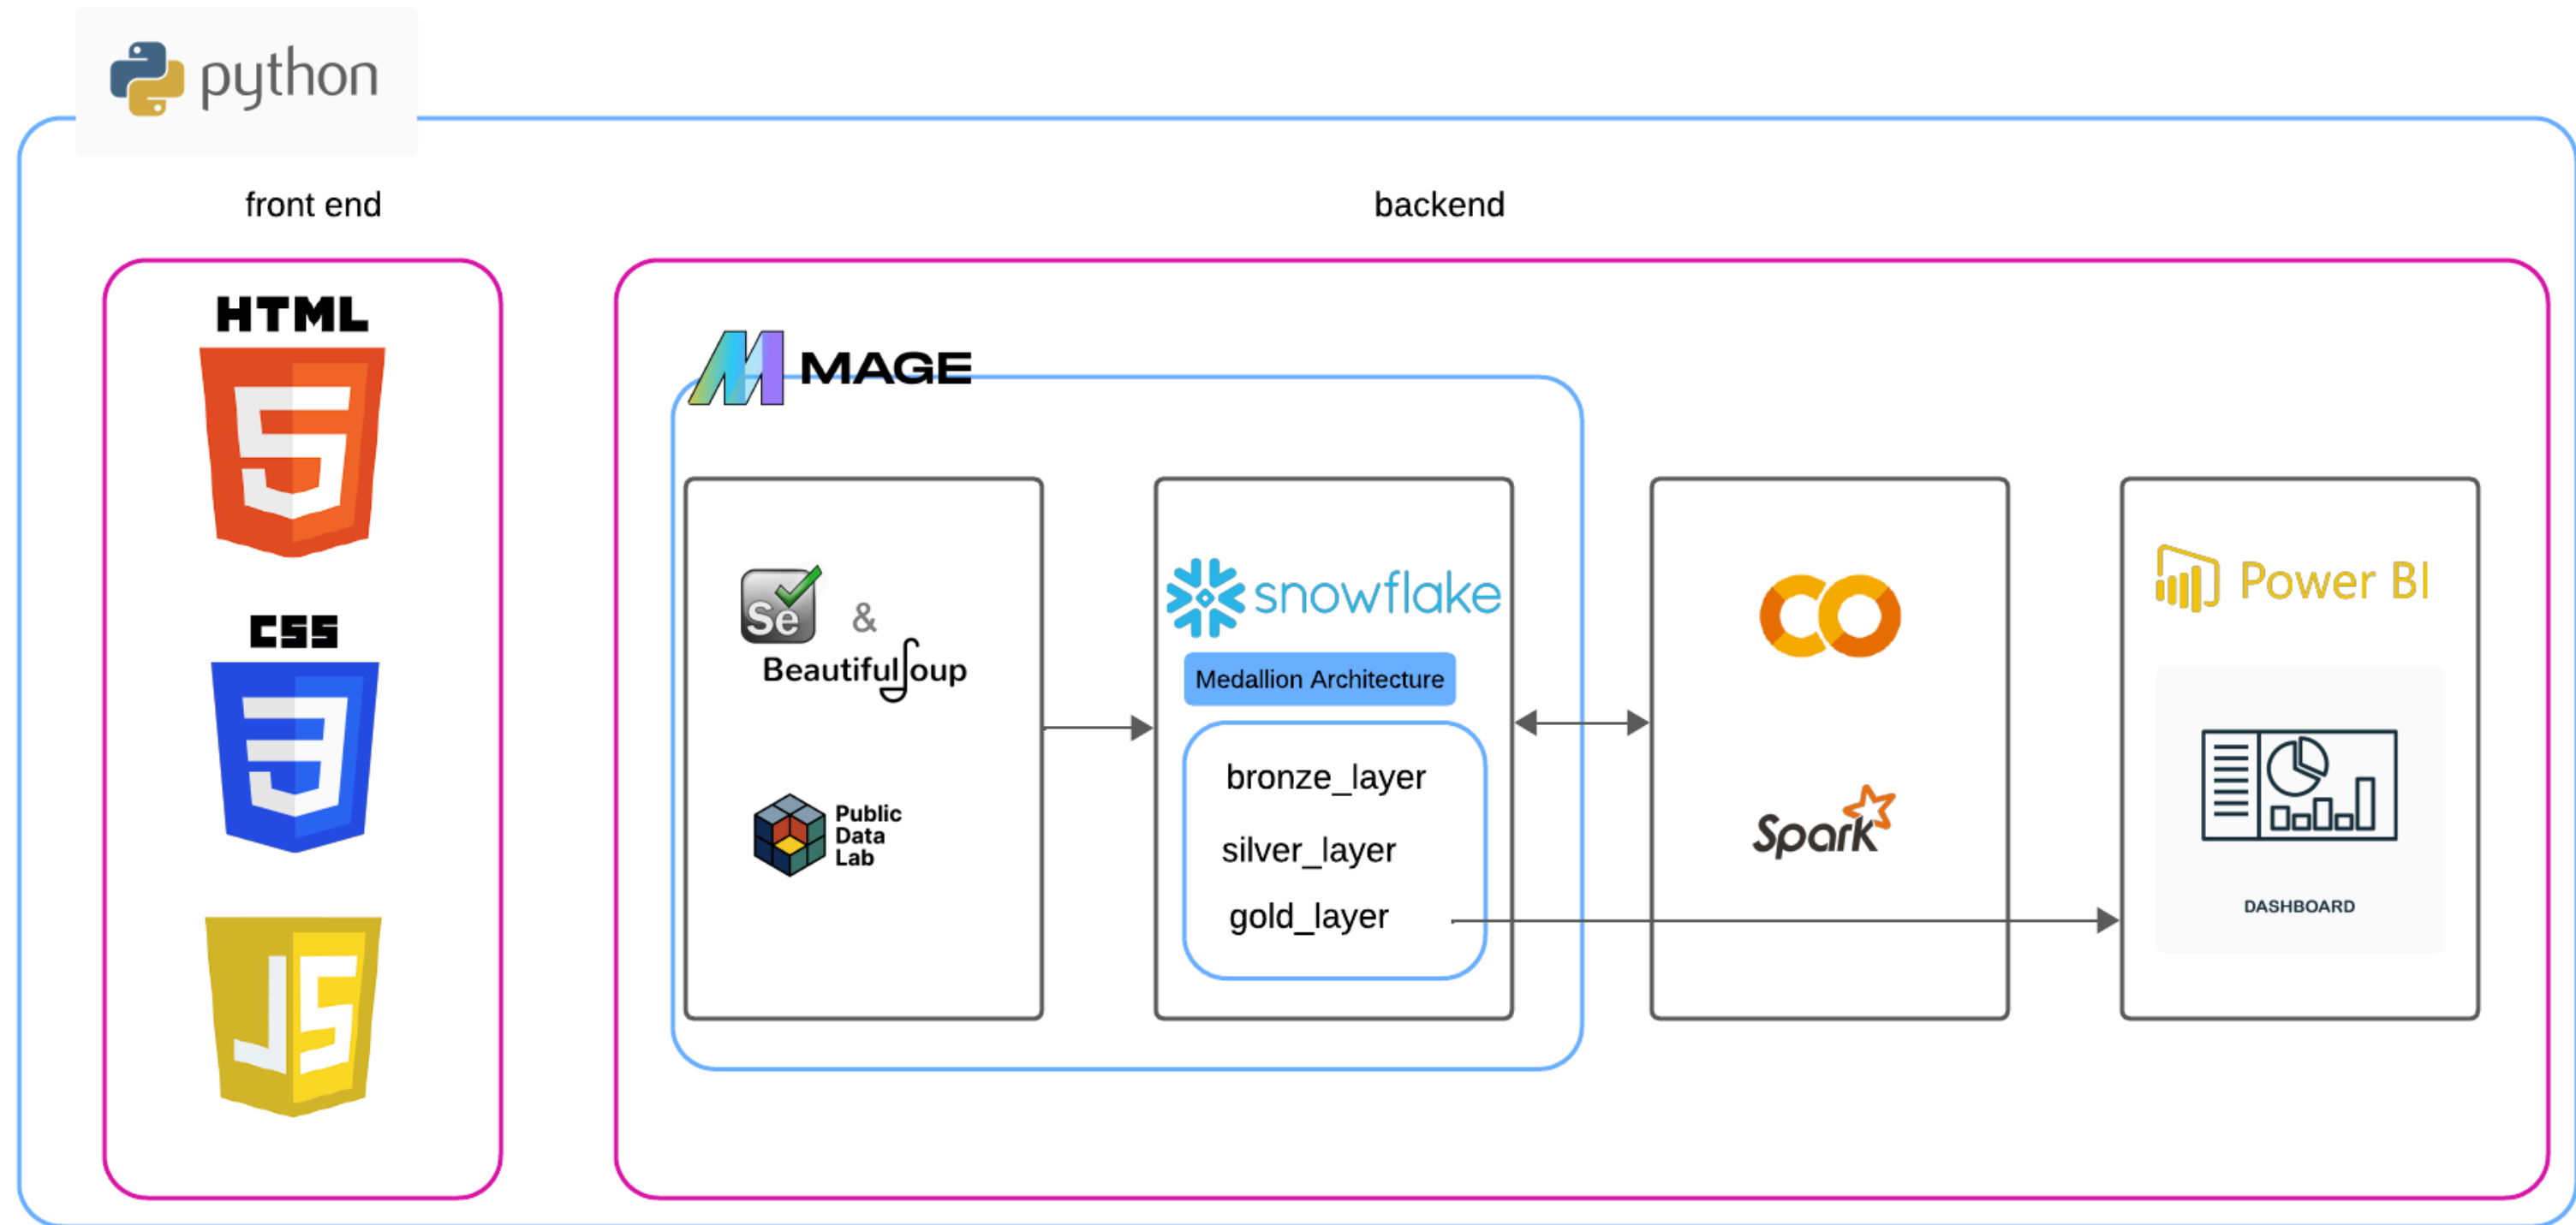 python
front end
backend
HTML
CSS
JS
MAGE
Se
&
BeautifulSoup
Public
Data
Lab
snowflake
Medallion Architecture
bronze_layer
silver_layer
gold_layer
CO
Spark
Power BI
DASHBOARD